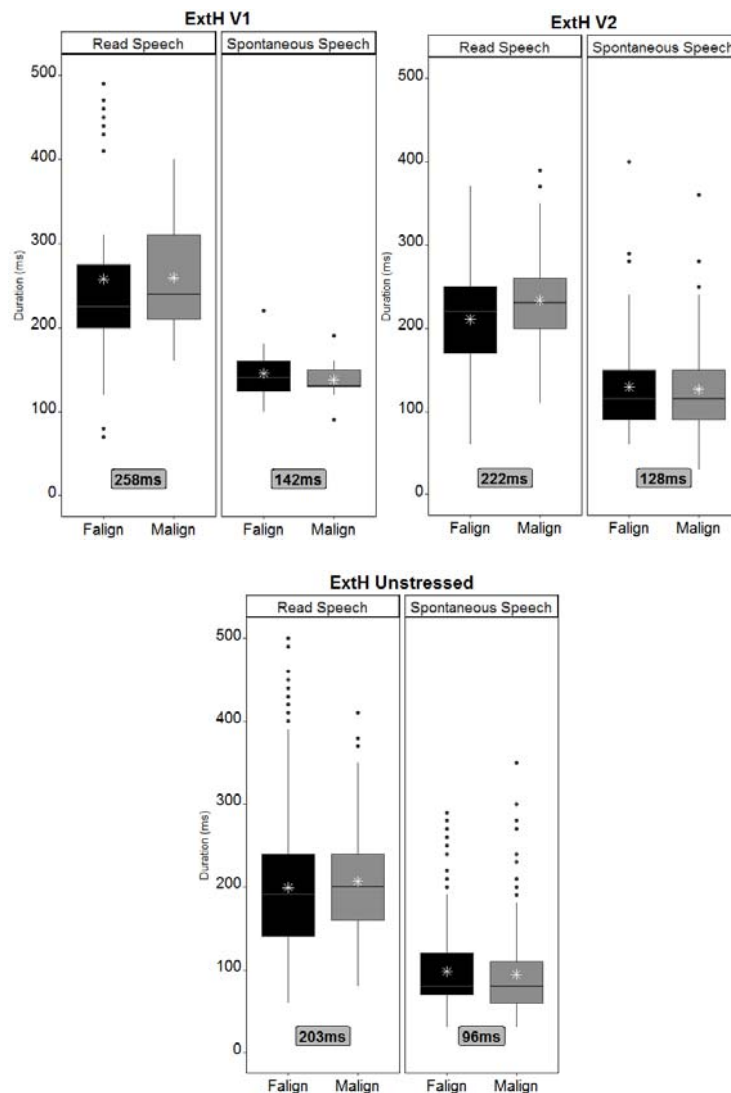 ExtH V1
Read Speech
Spontaneous Speech
Duration (ms)
500
400
300
200
100
0
258ms
142ms
Falign
Malign
Falign
Malign
ExtH V2
Read Speech
Spontaneous Speech
Duration (ms)
500
400
300
200
100
0
222ms
128ms
Falign
Malign
Falign
Malign
ExtH Unstressed
Read Speech
Spontaneous Speech
Duration (ms)
500
400
300
200
100
0
203ms
96ms
Falign
Malign
Falign
Malign